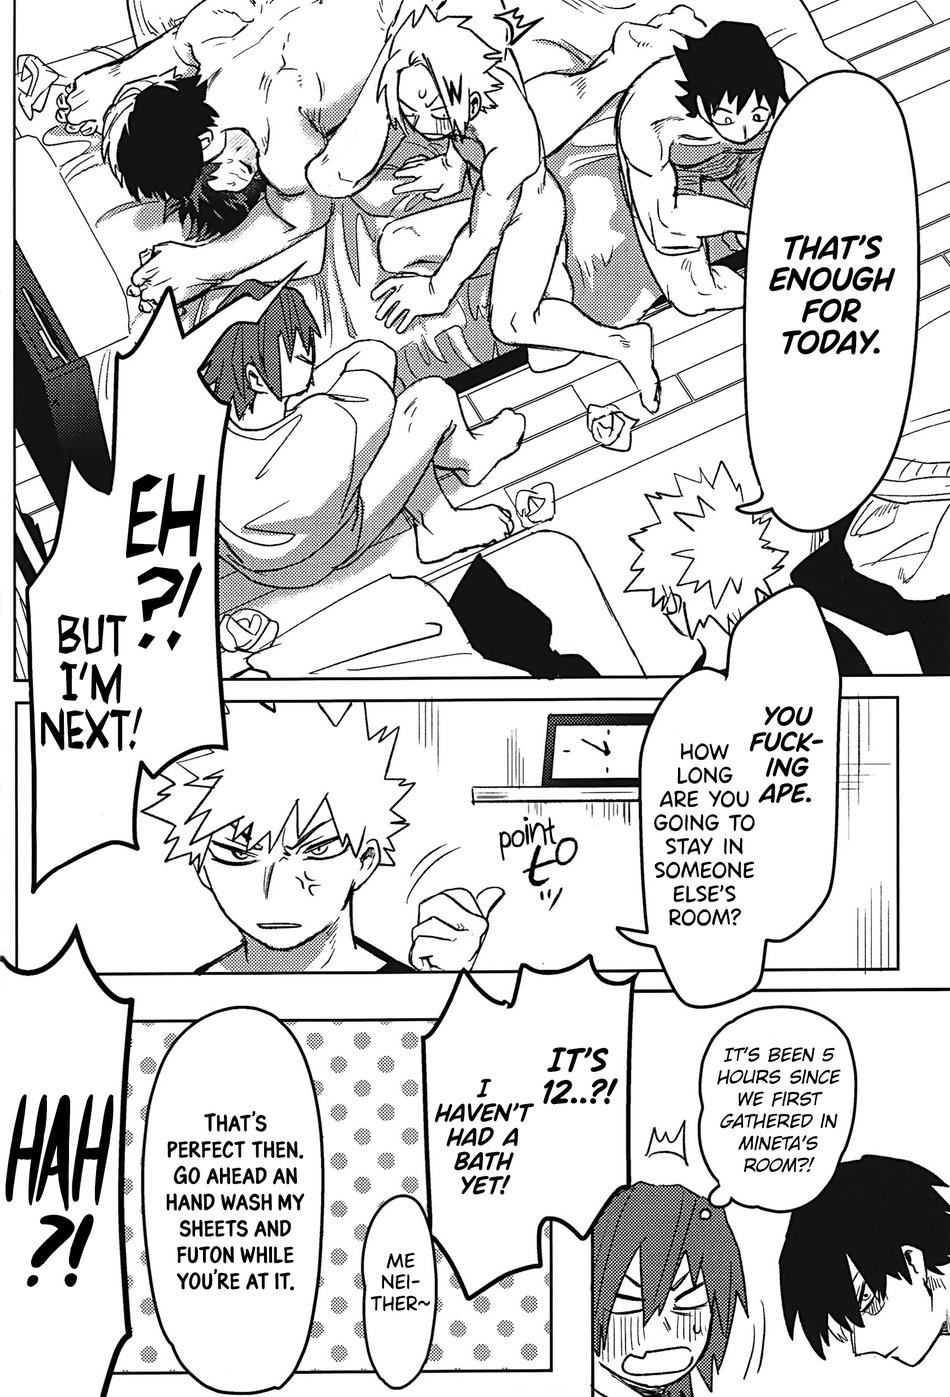 THAT'S
ENOUGH
FOR
TODAY.
EH
?!
BUT
I'M
NEXT!
YOU
FUCK-
ING
APE.
HOW
LONG
ARE YOU
GOING TO
STAY IN
SOMEONE
ELSE'S
ROOM?
point
IT'S BEEN 5
HOURS SINCE
WE FIRST
GATHERED IN
MINETA'S
ROOM?!
IT'S
12..?!
I
HAVEN'T
HAD A
BATH
YET!
ME
NEI-
THER~
THAT'S
PERFECT THEN.
GO AHEAD AN
HAND WASH MY
SHEETS AND
FUTON WHILE
YOU'RE AT IT.
HAH
?!